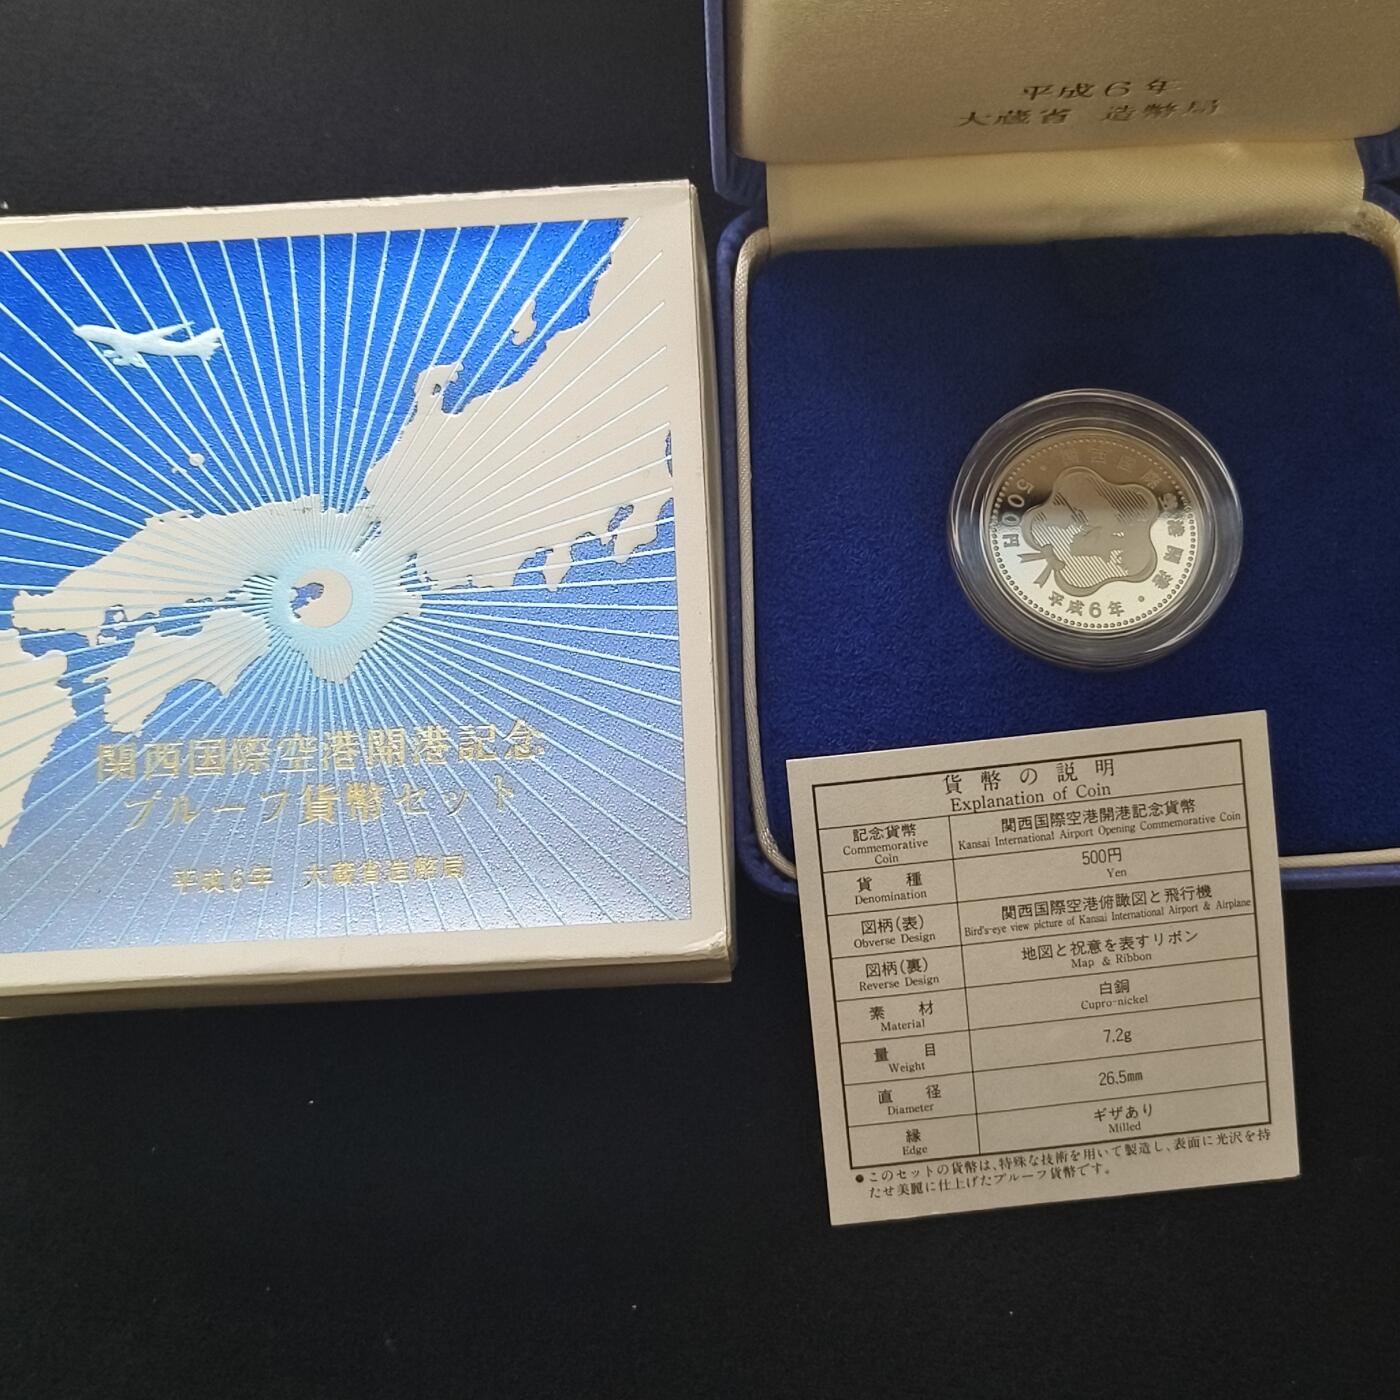 関西国際空港開港記念
プルーフ貨幣セット
平成6年 大蔵省造幣局
平成6年
大蔵省 造幣局
関西国際空港開港
500円
平成6年
貨幣の説明
Explanation of Coin
記念貨幣
Commemorative
Coin
関西国際空港開港記念貨幣
Kansai International Airport Opening Commemorative Coin
貨種
Denomination
500円
Yen
図柄(表)
Obverse Design
関西国際空港俯瞰図と飛行機
Bird's-eye view picture of Kansai International Airport & Airplane
図柄(裏)
Reverse Design
地図と祝意を表すリボン
Map & Ribbon
素材
Material
白銅
Cupro-nickel
量目
Weight
7.2g
直径
Diameter
26.5mm
縁
Edge
ギザあり
Milled
●このセットの貨幣は、特殊な技術を用いて製造し、表面に光沢を持
たせ美麗に仕上げたプルーフ貨幣です。